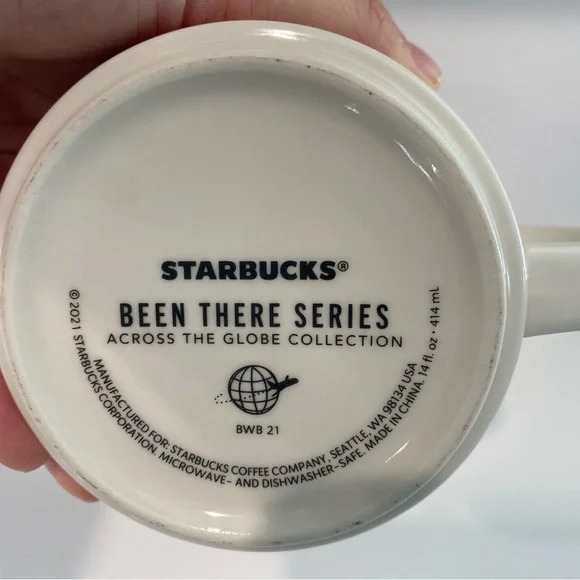 STARBUCKS®
BEEN THERE SERIES
ACROSS THE GLOBE COLLECTION
BWB 21
MANUFACTURED FOR: STARBUCKS COFFEE COMPANY, SEATTLE, WA 98134 USA
© 2021 STARBUCKS CORPORATION. MICROWAVE- AND DISHWASHER-SAFE. MADE IN CHINA. 14 fl. oz • 414 mL